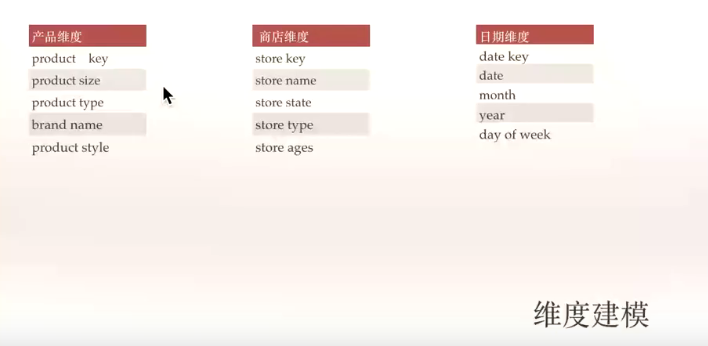 产品维度
product key
product size
product type
brand name
product style
商店维度
store key
store name
store state
store type
store ages
日期维度
date key
date
month
year
day of week
维度建模